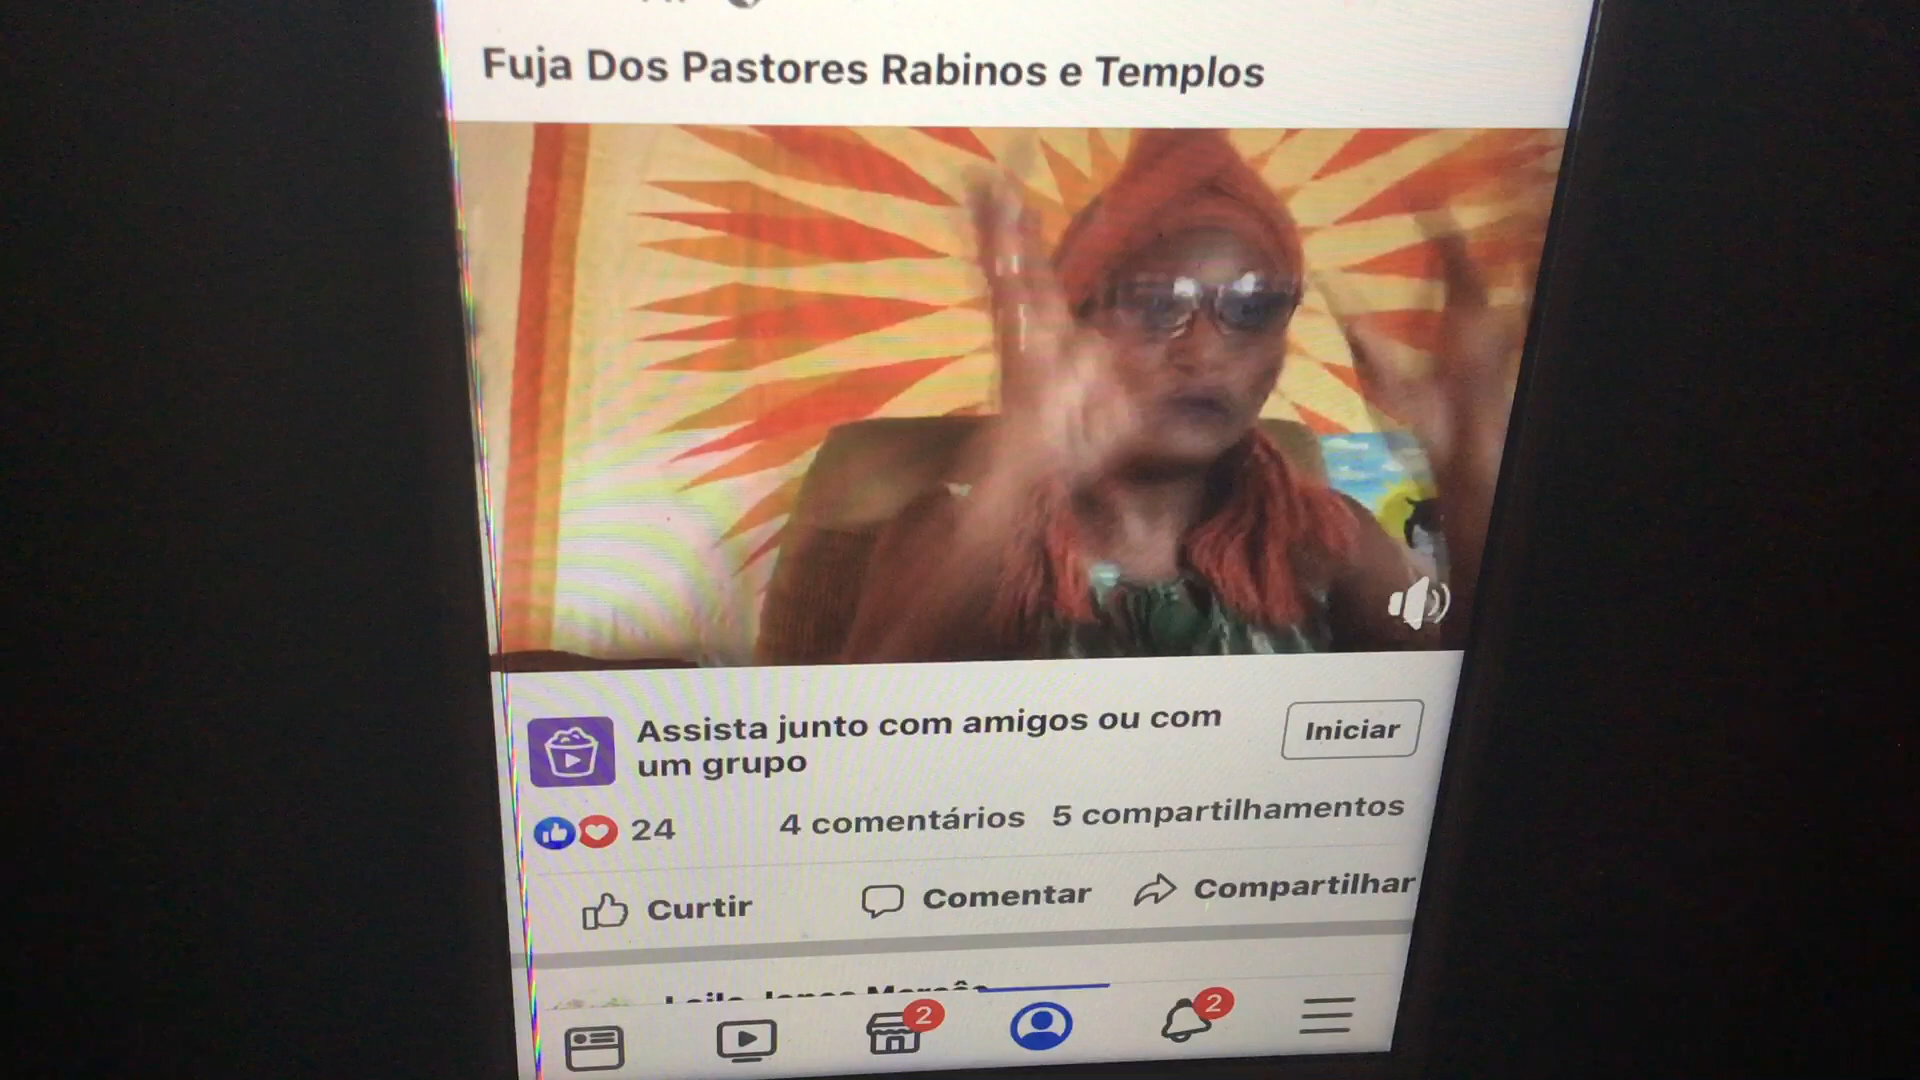 Fuja Dos Pastores Rabinos e Templos
Assista junto com amigos ou com
um grupo
Iniciar
24
4 comentários
5 compartilhamentos
Curtir
Comentar
Compartilhar
2
2